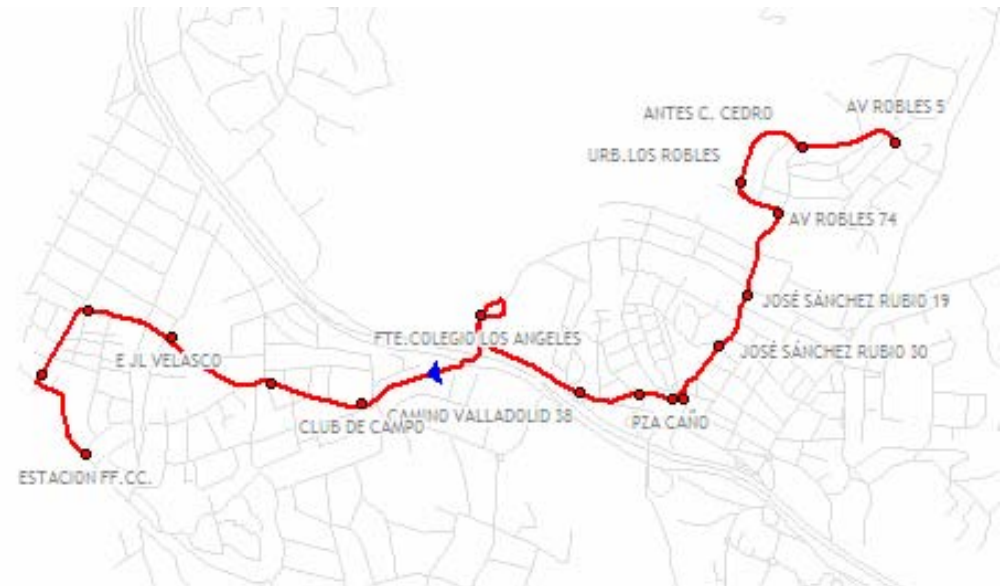 AV ROBLES 5
ANTES C. CEDRO
URB.LOS ROBLES
AV ROBLES 74
JOSÉ SÁNCHEZ RUBIO 19
FTE.COLEGIO LOS ANGELES
JOSÉ SÁNCHEZ RUBIO 30
E JL VELASCO
CAMINO VALLADOLID 38
PZA CAÑO
CLUB DE CAMPO
ESTACION FF.CC.